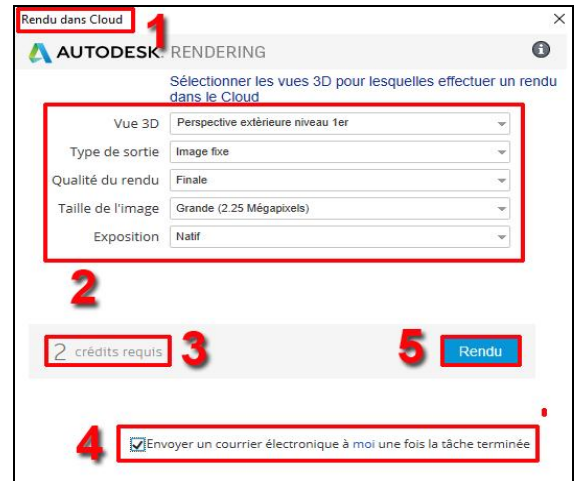 Rendu dans Cloud
1
AUTODESK. RENDERING
Sélectionner les vues 3D pour lesquelles effectuer un rendu
dans le Cloud
Vue 3D Perspective extérieure niveau 1er
Type de sortie Image fixe
Qualité du rendu Finale
Taille de l'image Grande (2.25 Mégapixels)
Exposition Natif
2
2 crédits requis 3 5 Rendu
4 Envoyer un courrier électronique à moi une fois la tâche terminée